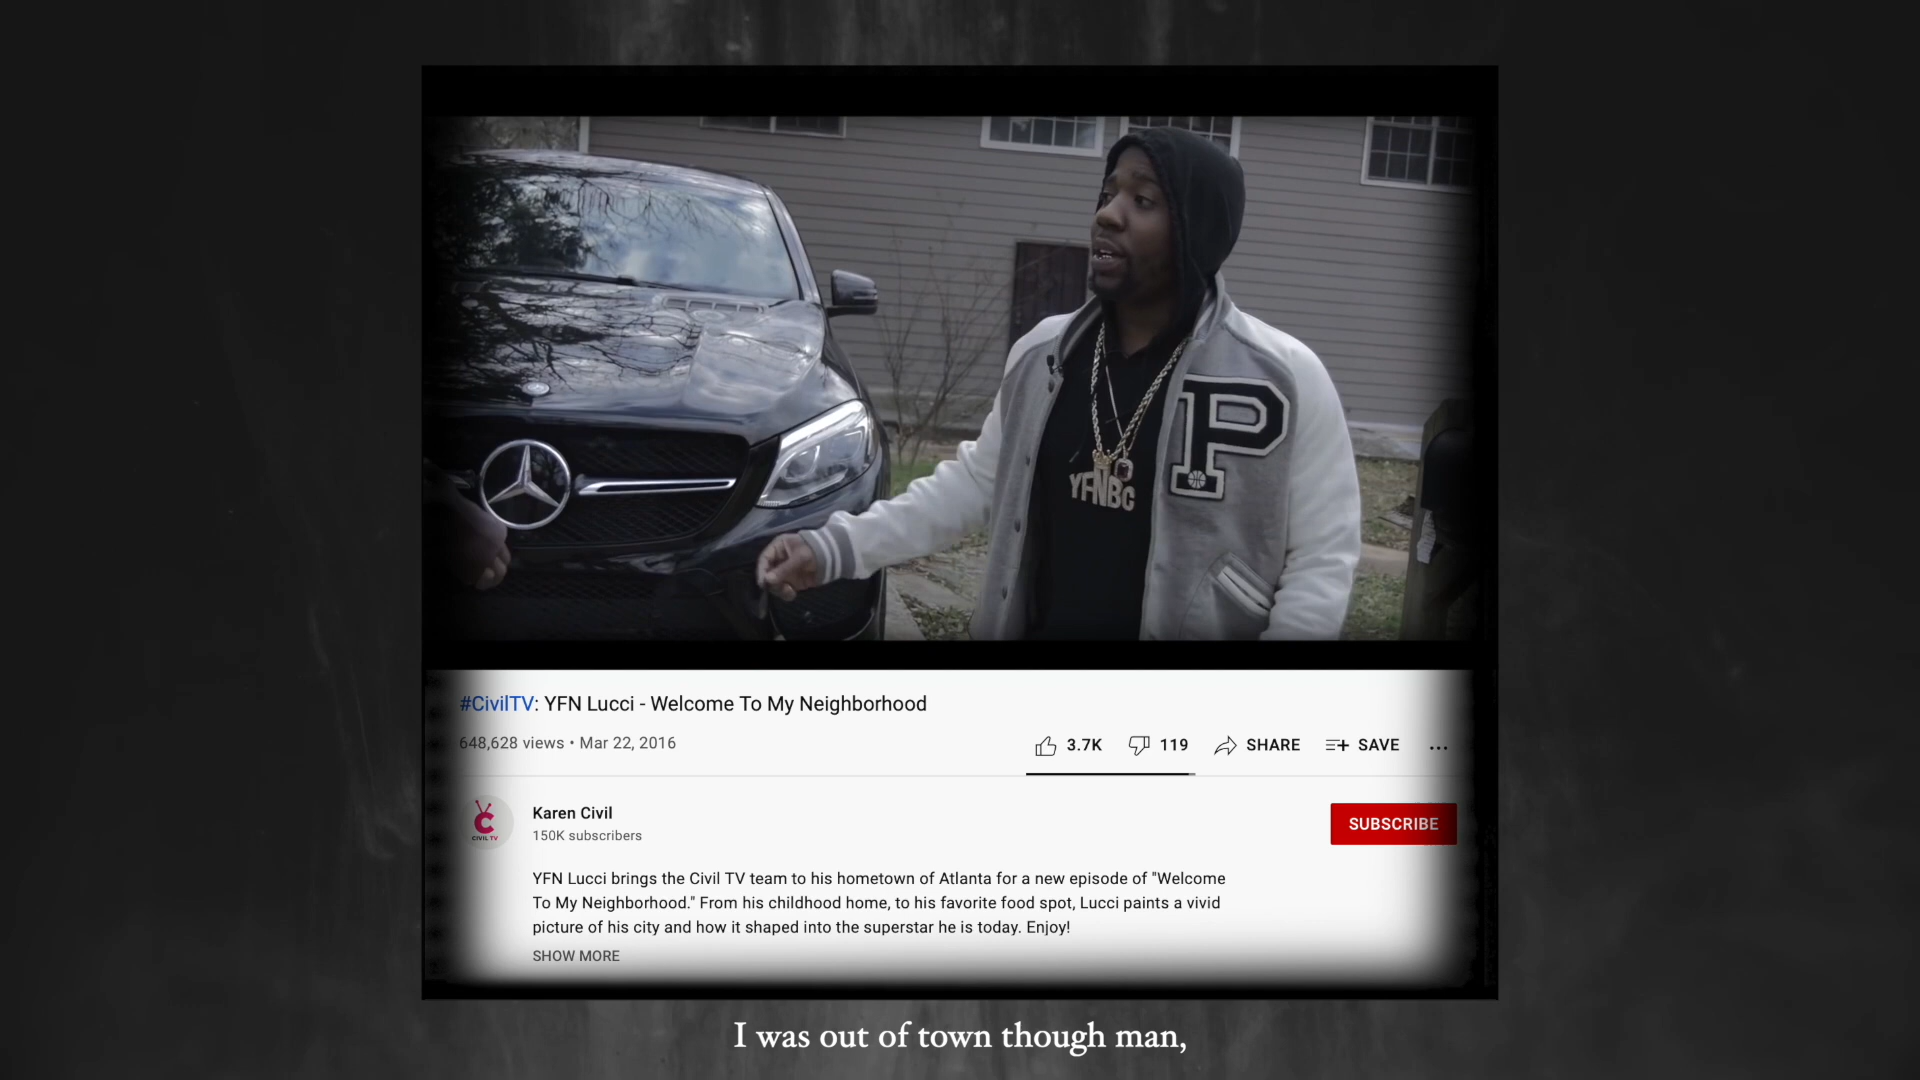 P
YFNBC
#CivilTV: YFN Lucci - Welcome To My Neighborhood
648,628 views • Mar 22, 2016
3.7K
119
SHARE
SAVE
...
C
CIVIL TV
Karen Civil
150K subscribers
SUBSCRIBE
YFN Lucci brings the Civil TV team to his hometown of Atlanta for a new episode of "Welcome
To My Neighborhood." From his childhood home, to his favorite food spot, Lucci paints a vivid
picture of his city and how it shaped into the superstar he is today. Enjoy!
SHOW MORE
I was out of town though man,